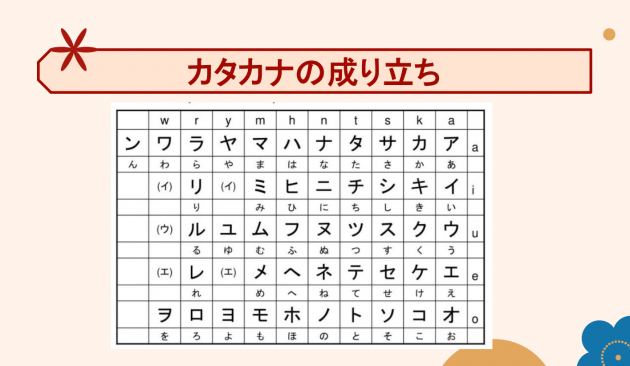 カタカナの成り立ち
w r y m h n t s k a
ン ワ ラ ヤ マ ハ ナ タ サ カ ア a
ん わ ら や ま は な た さ か あ
(イ) リ (イ) ミ ヒ ニ チ シ キ イ i
り み ひ に ち し き い
(ウ) ル ユ ム フ ヌ ツ ス ク ウ u
る ゆ む ふ ぬ つ す く う
(エ) レ (エ) メ ヘ ネ テ セ ケ エ e
れ め へ ね て せ け え
ヲ ロ ヨ モ ホ ノ ト ソ コ オ o
を ろ よ も ほ の と そ こ お